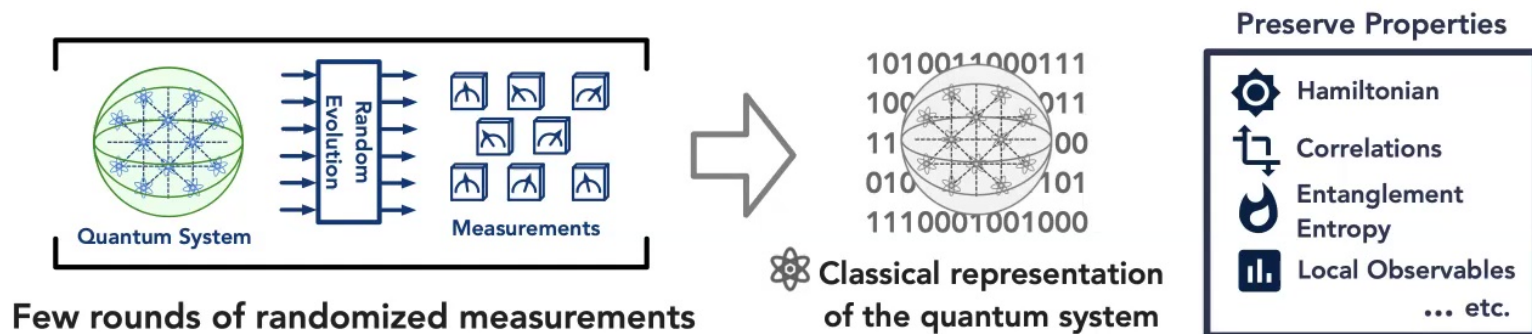 Quantum System
Random
Evolution
Measurements
Few rounds of randomized measurements
1010011000111
100
011
11
00
010
101
1110001001000
Classical representation
of the quantum system
Preserve Properties
Hamiltonian
Correlations
Entanglement
Entropy
Local Observables
... etc.